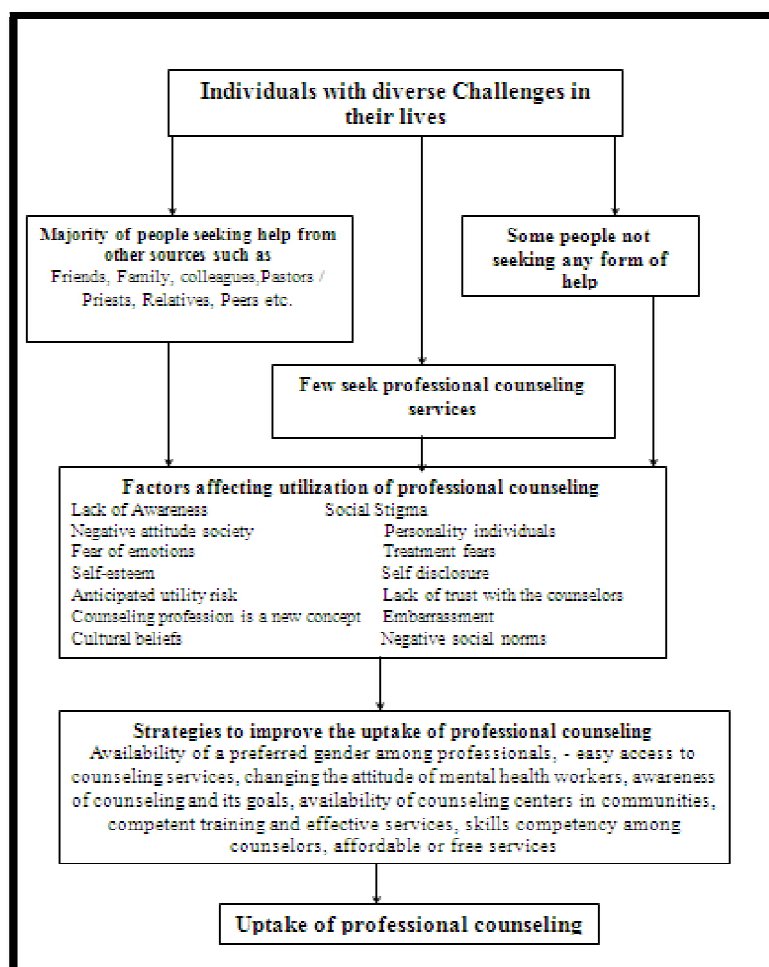 Individuals with diverse Challenges in
their lives
Majority of people seeking help from
other sources such as
Friends, Family, colleagues,Pastors /
Priests, Relatives, Peers etc.
Some people not
seeking any form of
help
Few seek professional counseling
services
Factors affecting utilization of professional counseling
Lack of Awareness Social Stigma
Negative attitude society Personality individuals
Fear of emotions Treatment fears
Self-esteem Self disclosure
Anticipated utility risk Lack of trust with the counselors
Counseling profession is a new concept Embarrassment
Cultural beliefs Negative social norms
Strategies to improve the uptake of professional counseling
Availability of a preferred gender among professionals, - easy access to
counseling services, changing the attitude of mental health workers, awareness
of counseling and its goals, availability of counseling centers in communities,
competent training and effective services, skills competency among
counselors, affordable or free services
Uptake of professional counseling